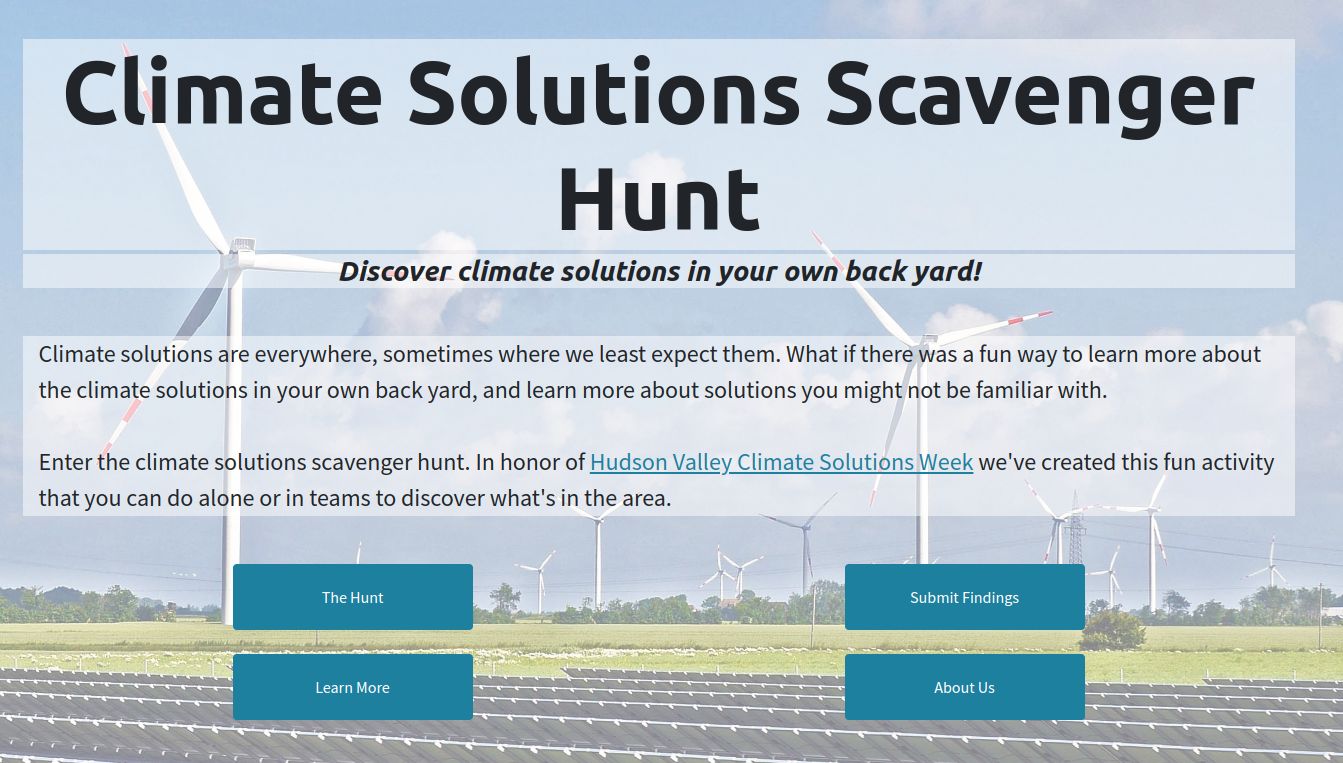 Climate Solutions Scavenger
Hunt
Discover climate solutions in your own back yard!
Climate solutions are everywhere, sometimes where we least expect them. What if there was a fun way to learn more about
the climate solutions in your own back yard, and learn more about solutions you might not be familiar with.
Enter the climate solutions scavenger hunt. In honor of Hudson Valley Climate Solutions Week we've created this fun activity
that you can do alone or in teams to discover what's in the area.
The Hunt
Submit Findings
Learn More
About Us